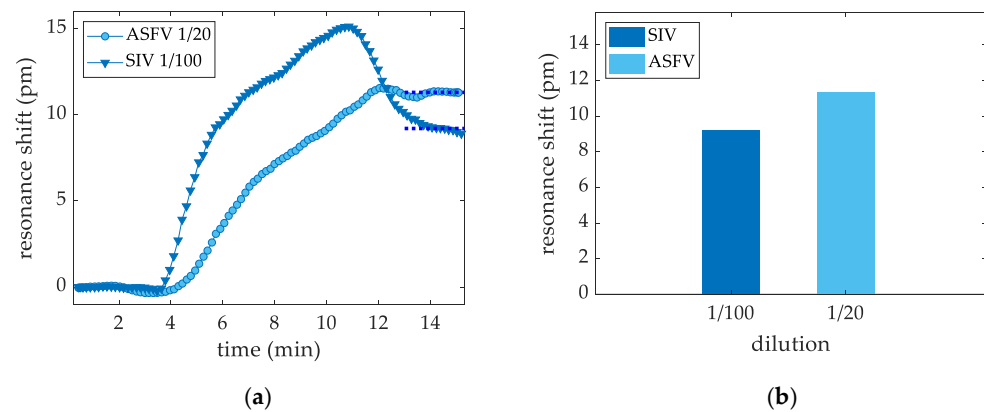 15
10
5
0
resonance shift (pm)
ASFV 1/20
SIV 1/100
2 4 6 8 10 12 14
time (min)
(a)
14
12
10
8
6
4
2
0
resonance shift (pm)
SIV
ASFV
1/100 1/20
dilution
(b)